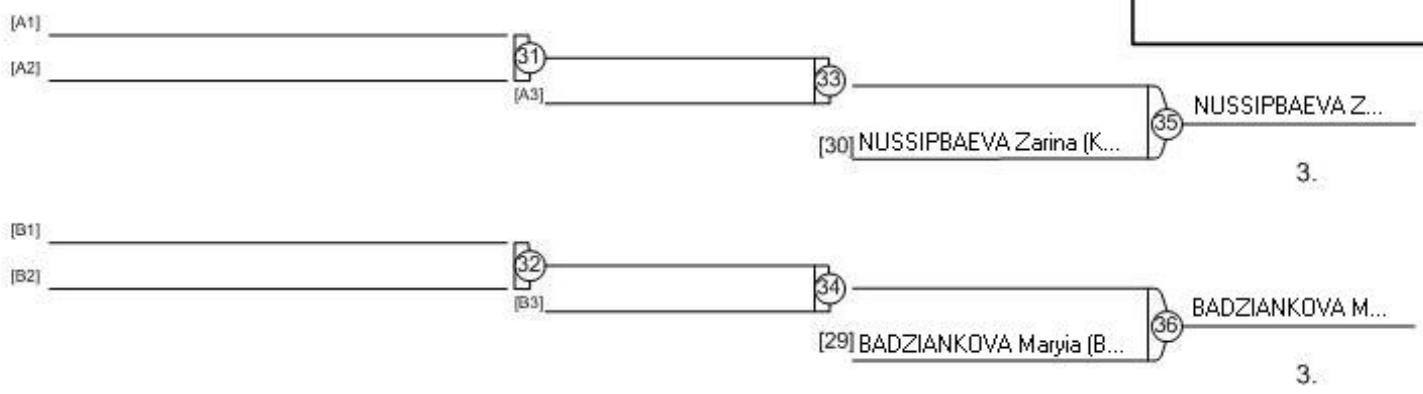 [A1]
[A2]
31
[A3]
33
[30] NUSSIPBAEVA Zarina (K...
35
NUSSIPBAEVA Z...
3.
[B1]
[B2]
32
[B3]
34
[29] BADZIANKOVA Maryia (B...
36
BADZIANKOVA M...
3.